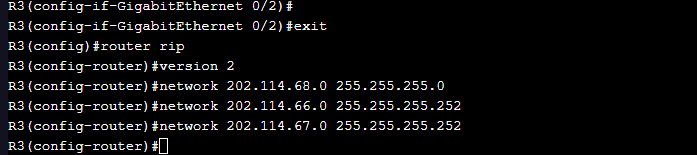 R3(config-if-GigabitEthernet 0/2)#
R3(config-if-GigabitEthernet 0/2)#exit
R3(config)#router rip
R3(config-router)#version 2
R3(config-router)#network 202.114.68.0 255.255.255.0
R3(config-router)#network 202.114.66.0 255.255.255.252
R3(config-router)#network 202.114.67.0 255.255.255.252
R3(config-router)#